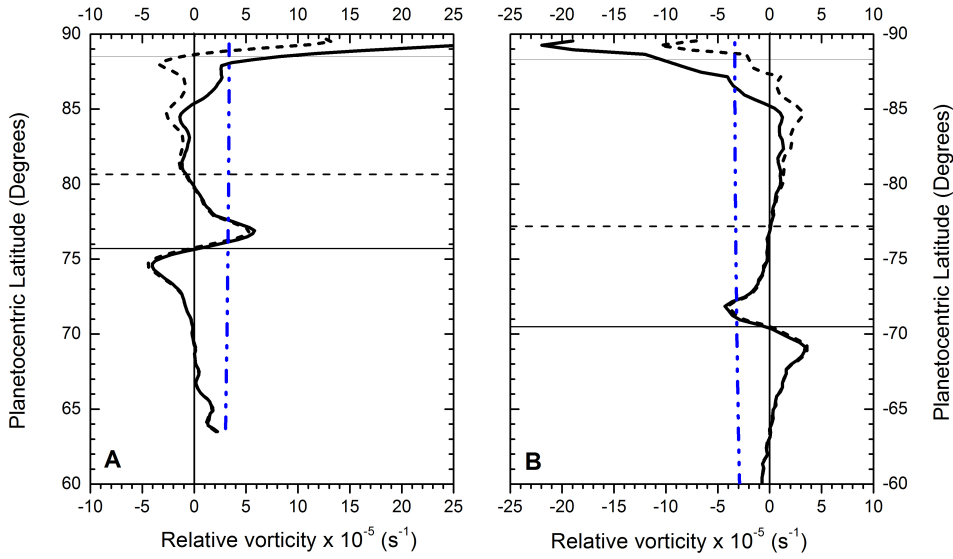 -10 -5 0 5 10 15 20 25
-25 -20 -15 -10 -5 0 5 10
90
85
80
75
70
65
60
-90
-85
-80
-75
-70
-65
-60
Planetocentric Latitude (Degrees)
Planetocentric Latitude (Degrees)
A
B
-10 -5 0 5 10 15 20 25
-25 -20 -15 -10 -5 0 5 10
Relative vorticity x 10⁻⁵ (s⁻¹)
Relative vorticity x 10⁻⁵ (s⁻¹)